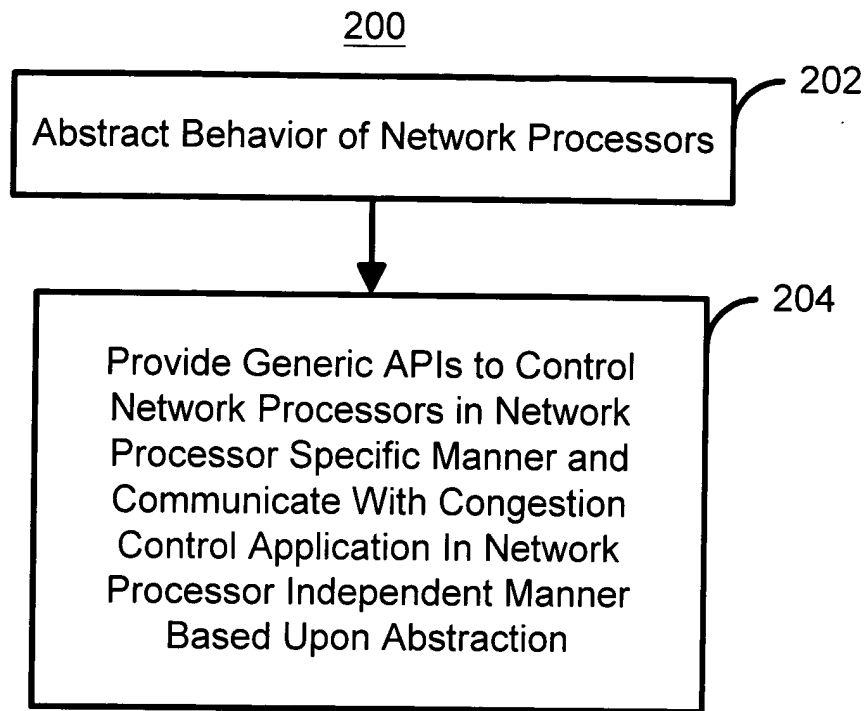 200
202
Abstract Behavior of Network Processors
204
Provide Generic APIs to Control
Network Processors in Network
Processor Specific Manner and
Communicate With Congestion
Control Application In Network
Processor Independent Manner
Based Upon Abstraction